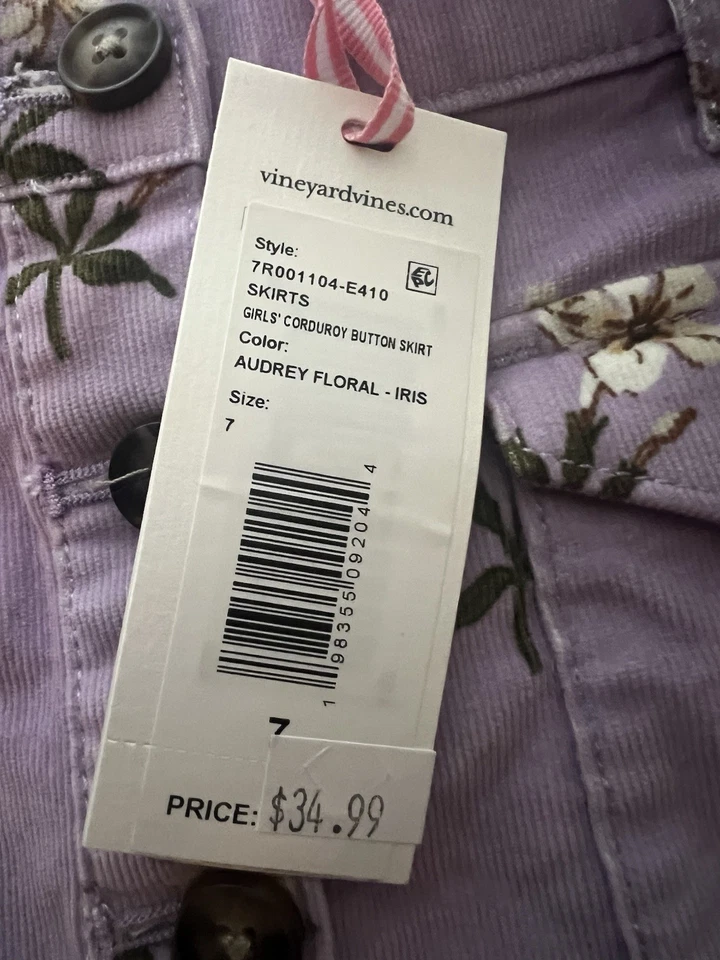 vineyardvines.com
Style:
7R001104-E410
SKIRTS
GIRLS' CORDUROY BUTTON SKIRT
Color:
AUDREY FLORAL - IRIS
Size:
7
1 98355 09204 4
7
PRICE: $34.99